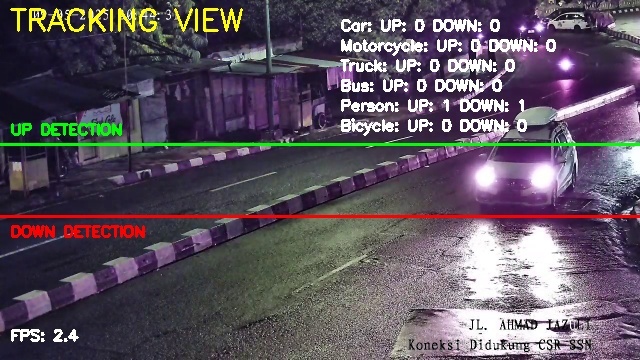 TRACKING VIEW
Car: UP: 0 DOWN: 0
Motorcycle: UP: 0 DOWN: 0
Truck: UP: 0 DOWN: 0
Bus: UP: 0 DOWN: 0
Person: UP: 1 DOWN: 1
Bicycle: UP: 0 DOWN: 0
UP DETECTION
DOWN DETECTION
FPS: 2.4
JL. AHMAD JAZULI
Koneksi Didukung CSR SSN